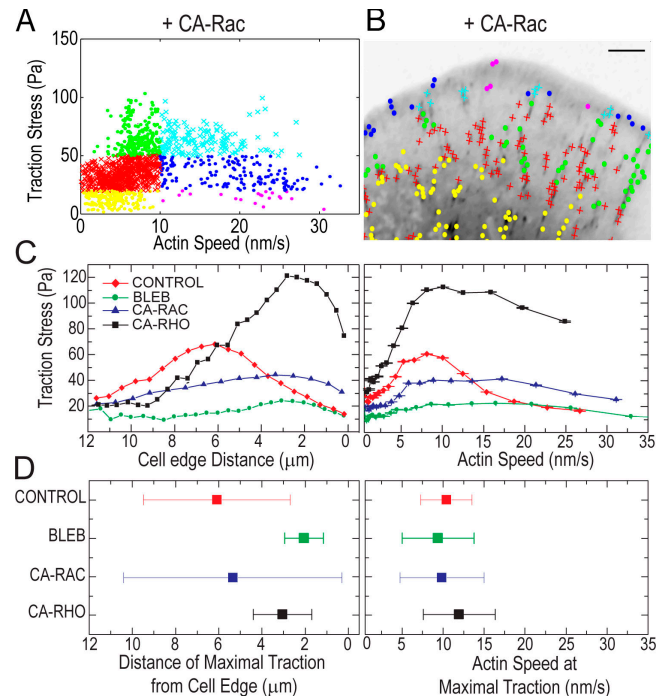 A + CA-Rac
Traction Stress (Pa)
150
100
50
0
0 10 20 30
Actin Speed (nm/s)
B + CA-Rac
C
Traction Stress (Pa)
120
100
80
60
40
20
CONTROL
BLEB
CA-RAC
CA-RHO
12 10 8 6 4 2 0
Cell edge Distance (μm)
0 5 10 15 20 25 30 35
Actin Speed (nm/s)
D
CONTROL
BLEB
CA-RAC
CA-RHO
12 10 8 6 4 2 0
Distance of Maximal Traction
from Cell Edge (μm)
0 5 10 15 20 25 30 35
Actin Speed at
Maximal Traction (nm/s)